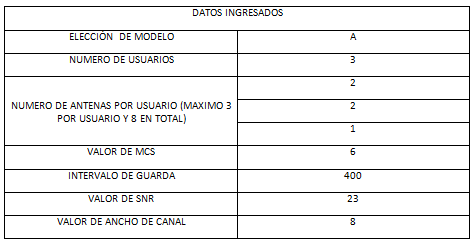 DATOS INGRESADOS
ELECCIÓN DE MODELO A
NUMERO DE USUARIOS 3
NUMERO DE ANTENAS POR USUARIO (MAXIMO 3
POR USUARIO Y 8 EN TOTAL)
2
2
1
VALOR DE MCS 6
INTERVALO DE GUARDA 400
VALOR DE SNR 23
VALOR DE ANCHO DE CANAL 8